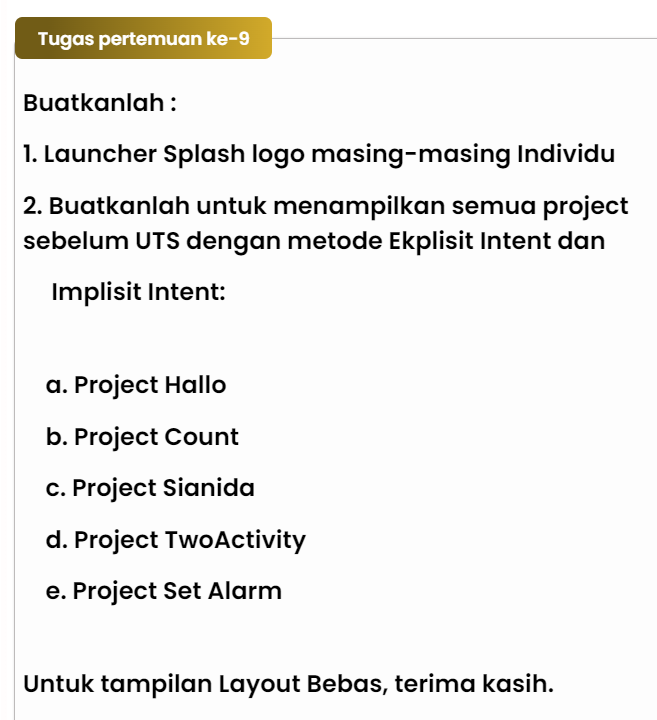 Tugas pertemuan ke-9
Buatkanlah :
1. Launcher Splash logo masing-masing Individu
2. Buatkanlah untuk menampilkan semua project
sebelum UTS dengan metode Ekplisit Intent dan
Implisit Intent:
a. Project Hallo
b. Project Count
c. Project Sianida
d. Project TwoActivity
e. Project Set Alarm
Untuk tampilan Layout Bebas, terima kasih.